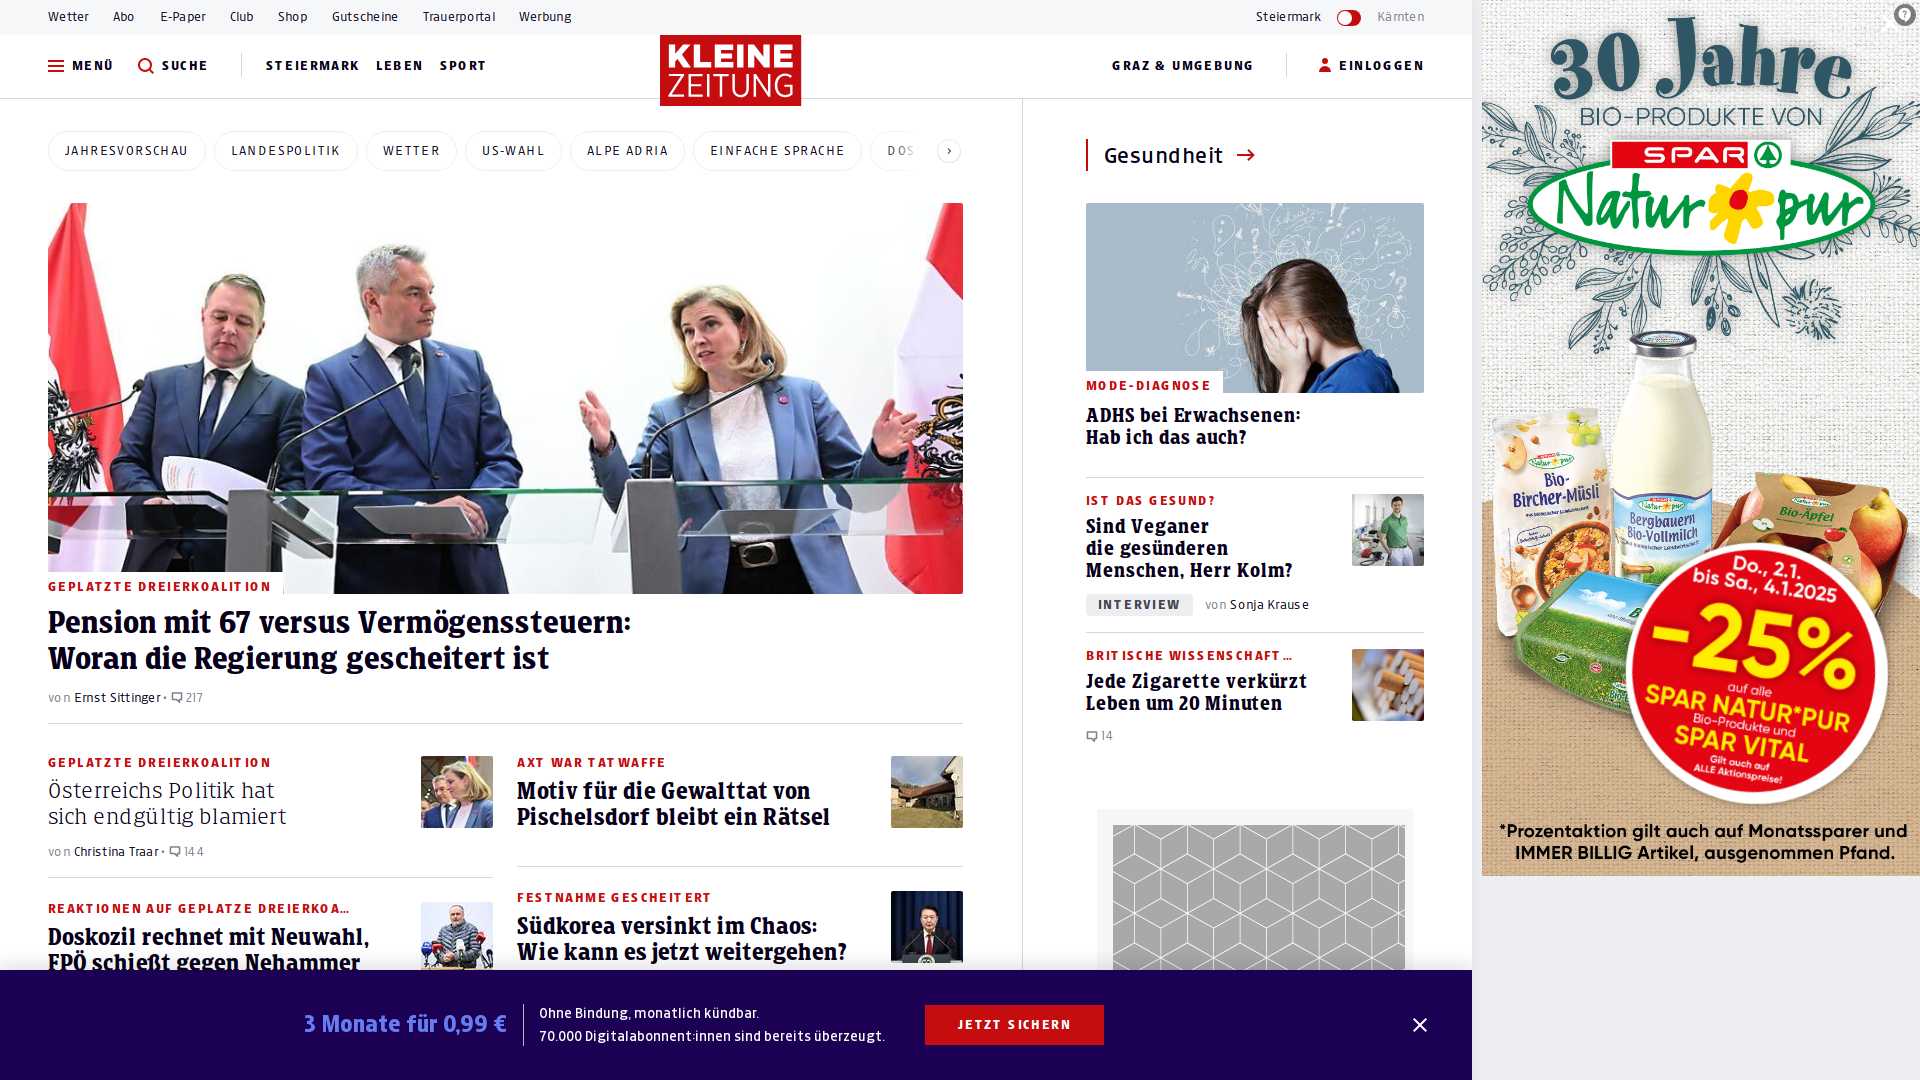 Wetter
Abo
E-Paper
Club
Shop
Gutscheine
Trauerportal
Werbung
Steiermark
Kärnten
MENÜ
SUCHE
STEIERMARK
LEBEN
SPORT
KLEINE
ZEITUNG
GRAZ & UMGEBUNG
EINLOGGEN
JAHRESVORSCHAU
LANDESPOLITIK
WETTER
US-WAHL
ALPE ADRIA
EINFACHE SPRACHE
DOS
GEPLATZTE DREIERKOALITION
Pension mit 67 versus Vermögenssteuern:
Woran die Regierung gescheitert ist
von Ernst Sittinger • 217
GEPLATZTE DREIERKOALITION
Österreichs Politik hat
sich endgültig blamiert
von Christina Traar • 144
REAKTIONEN AUF GEPLATZE DREIERKOA…
Doskozil rechnet mit Neuwahl,
FPÖ schießt gegen Nehammer
AXT WAR TATWAFFE
Motiv für die Gewalttat von
Pischelsdorf bleibt ein Rätsel
FESTNAHME GESCHEITERT
Südkorea versinkt im Chaos:
Wie kann es jetzt weitergehen?
Gesundheit
MODE-DIAGNOSE
ADHS bei Erwachsenen:
Hab ich das auch?
IST DAS GESUND?
Sind Veganer
die gesünderen
Menschen, Herr Kolm?
INTERVIEW
von Sonja Krause
BRITISCHE WISSENSCHAFT…
Jede Zigarette verkürzt
Leben um 20 Minuten
14
30 Jahre
BIO-PRODUKTE VON
SPAR
Natur pur
SPAR
Natur pur
Bio-
Bircher-Müsli
Natur pur
Bergbauern
Bio-Vollmilch
Bio-Äpfel
Do., 2.1.
bis Sa., 4.1.2025
-25%
auf alle
SPAR NATUR*PUR
Bio-Produkte und
SPAR VITAL
Gilt auch auf
ALLE Aktionspreise!
*Prozentaktion gilt auch auf Monatssparer und
IMMER BILLIG Artikel, ausgenommen Pfand.
3 Monate für 0,99 €
Ohne Bindung, monatlich kündbar.
70.000 Digitalabonnent:innen sind bereits überzeugt.
JETZT SICHERN